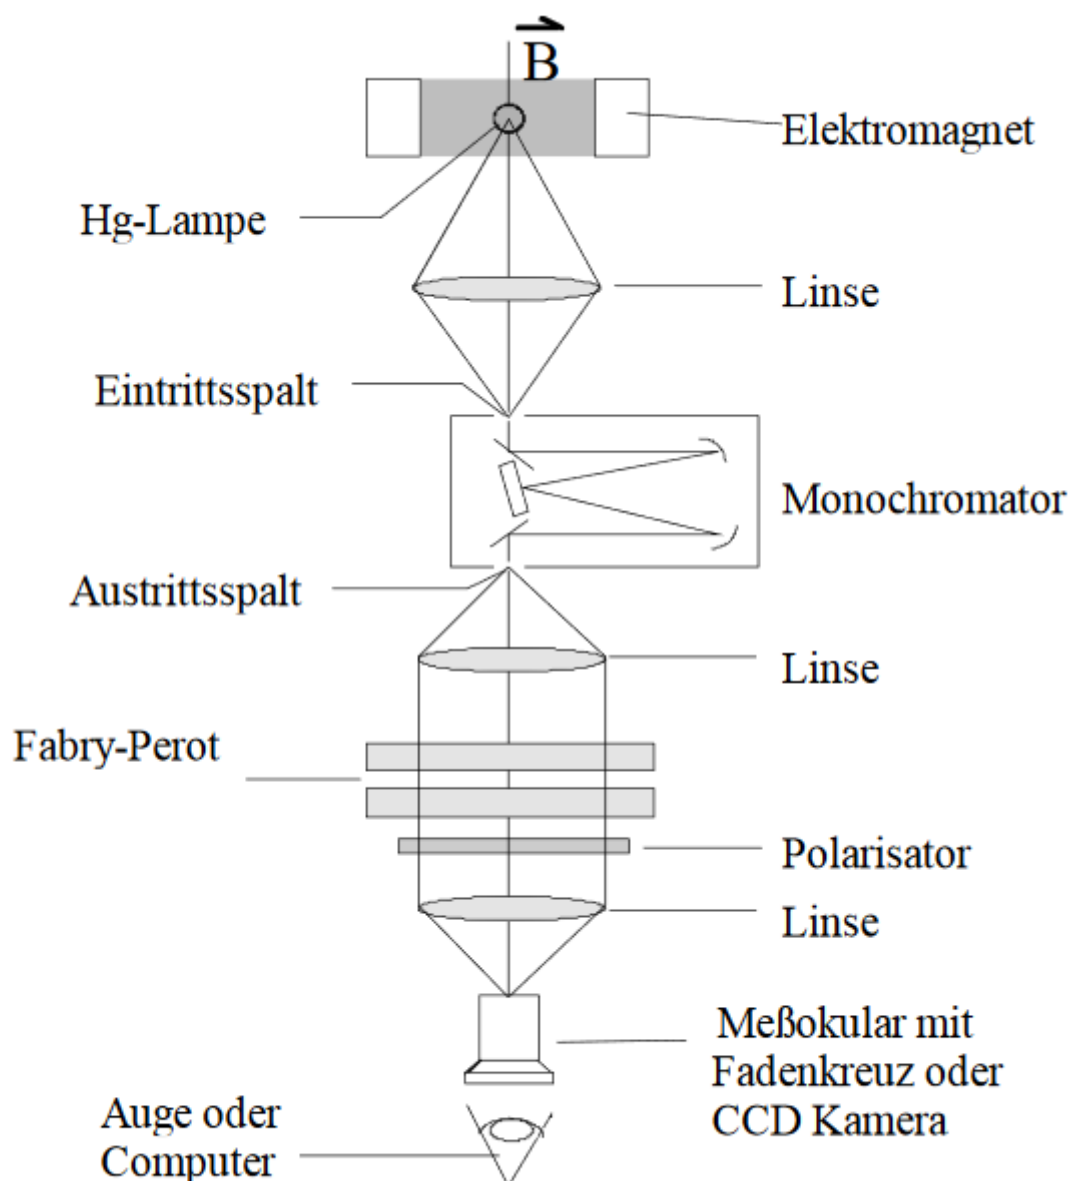 B
Elektromagnet
Hg-Lampe
Linse
Eintrittsspalt
Monochromator
Austrittsspalt
Linse
Fabry-Perot
Polarisator
Linse
Meßokular mit
Fadenkreuz oder
CCD Kamera
Auge oder
Computer